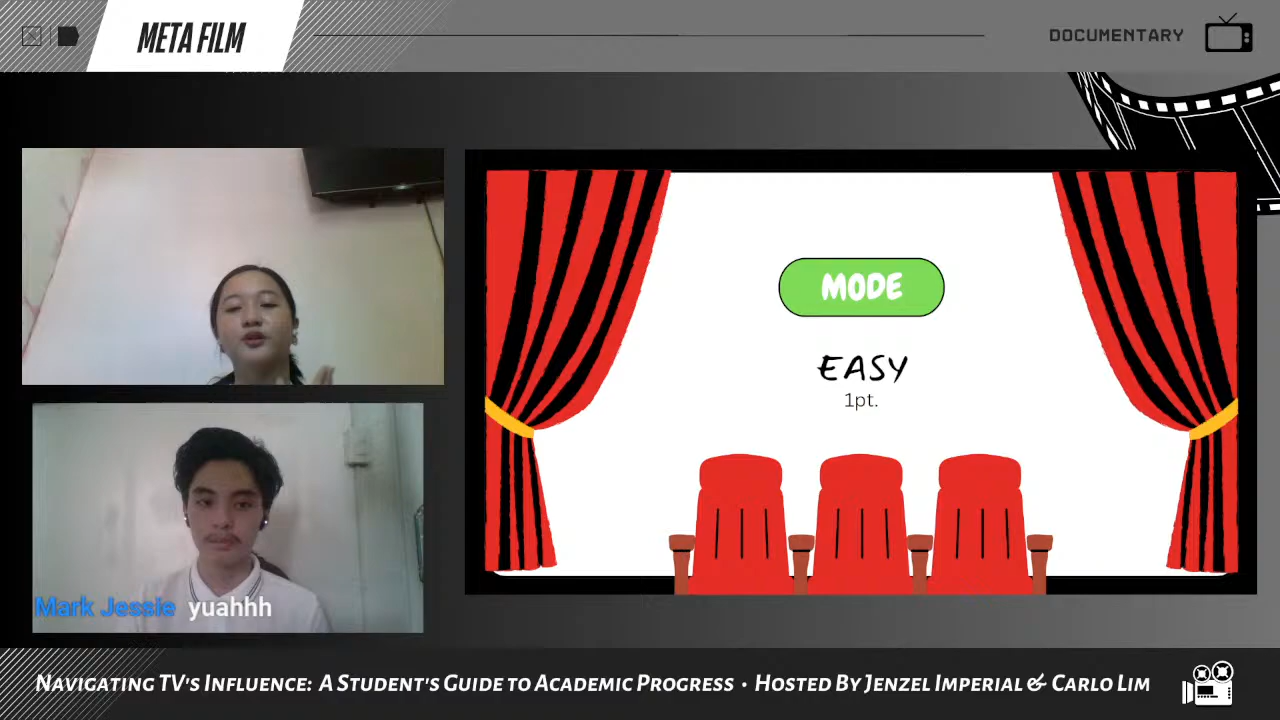 META FILM
DOCUMENTARY
MODE
EASY
1pt.
Mark Jessie yuahhh
Navigating TV's Influence: A Student's Guide to Academic Progress • Hosted By Jenzel Imperial & Carlo Lim